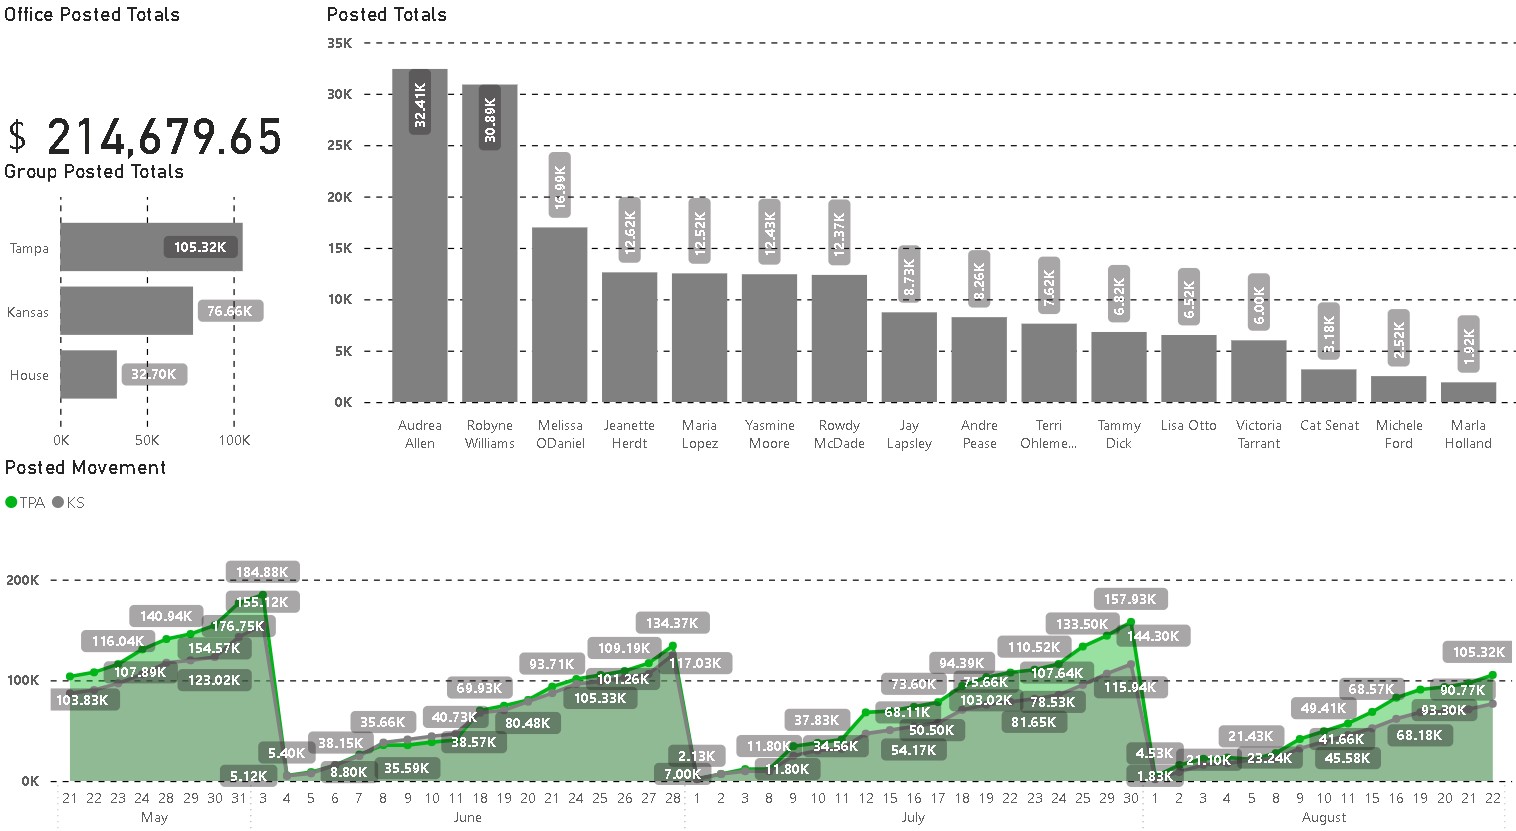 Office Posted Totals
$ 214,679.65
Group Posted Totals
Tampa
105.32K
Kansas
76.66K
House
32.70K
0K 50K 100K
Posted Totals
35K
30K
25K
20K
15K
10K
5K
0K
32.41K
30.89K
16.99K
12.62K
12.52K
12.43K
12.37K
8.73K
8.26K
7.62K
6.82K
6.52K
6.00K
3.18K
2.52K
1.92K
Audrea Allen
Robyne Williams
Melissa ODaniel
Jeanette Herdt
Maria Lopez
Yasmine Moore
Rowdy McDade
Jay Lapsley
Andre Pease
Terri Ohleme...
Tammy Dick
Lisa Otto
Victoria Tarrant
Cat Senat
Michele Ford
Marla Holland
Posted Movement
TPA KS
200K
100K
0K
103.83K
116.04K
107.89K
140.94K
154.57K
123.02K
176.75K
155.12K
184.88K
5.12K
5.40K
38.15K
8.80K
35.66K
35.59K
40.73K
38.57K
69.93K
80.48K
93.71K
105.33K
109.19K
101.26K
134.37K
117.03K
7.00K
2.13K
11.80K
11.80K
37.83K
34.56K
73.60K
68.11K
54.17K
50.50K
94.39K
75.66K
103.02K
110.52K
81.65K
107.64K
78.53K
133.50K
115.94K
157.93K
144.30K
4.53K
1.83K
21.10K
21.43K
23.24K
49.41K
41.66K
45.58K
68.57K
68.18K
93.30K
90.77K
105.32K
21 22 23 24 28 29 30 31 3 4 5 6 7 8 9 10 11 18 19 20 21 24 25 26 27 28 1 2 3 8 9 10 11 12 15 16 17 18 19 22 23 24 25 29 30 1 2 3 4 5 8 9 10 11 15 16 19 20 21 22
May June July August